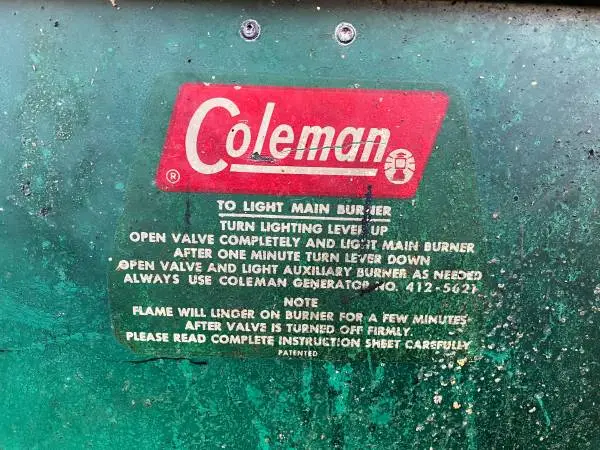 Coleman
®
TO LIGHT MAIN BURNER
TURN LIGHTING LEVER UP
OPEN VALVE COMPLETELY AND LIGHT MAIN BURNER
AFTER ONE MINUTE TURN LEVER DOWN
OPEN VALVE AND LIGHT AUXILIARY BURNER AS NEEDED
ALWAYS USE COLEMAN GENERATOR NO. 412-5621
NOTE
FLAME WILL LINGER ON BURNER FOR A FEW MINUTES
AFTER VALVE IS TURNED OFF FIRMLY.
PLEASE READ COMPLETE INSTRUCTION SHEET CAREFULLY
PATENTED